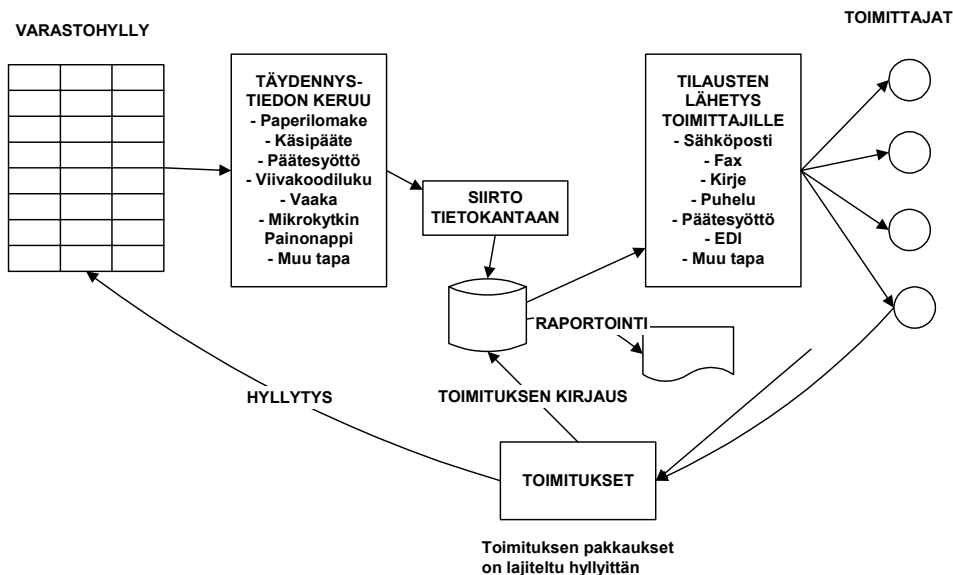 VARASTOHYLLY
TÄYDENNYS-
TIEDON KERUU
- Paperilomake
- Käsipääte
- Päätesyöttö
- Viivakoodiluku
- Vaaka
- Mikrokytkin
Painonappi
- Muu tapa
SIIRTO
TIETOKANTAAN
TILAUSTEN
LÄHETYS
TOIMITTAJILLE
- Sähköposti
- Fax
- Kirje
- Puhelu
- Päätesyöttö
- EDI
- Muu tapa
TOIMITTAJAT
RAPORTOINTI
HYLLYTYS
TOIMITUKSEN KIRJAUS
TOIMITUKSET
Toimituksen pakkaukset
on lajiteltu hyllyittän